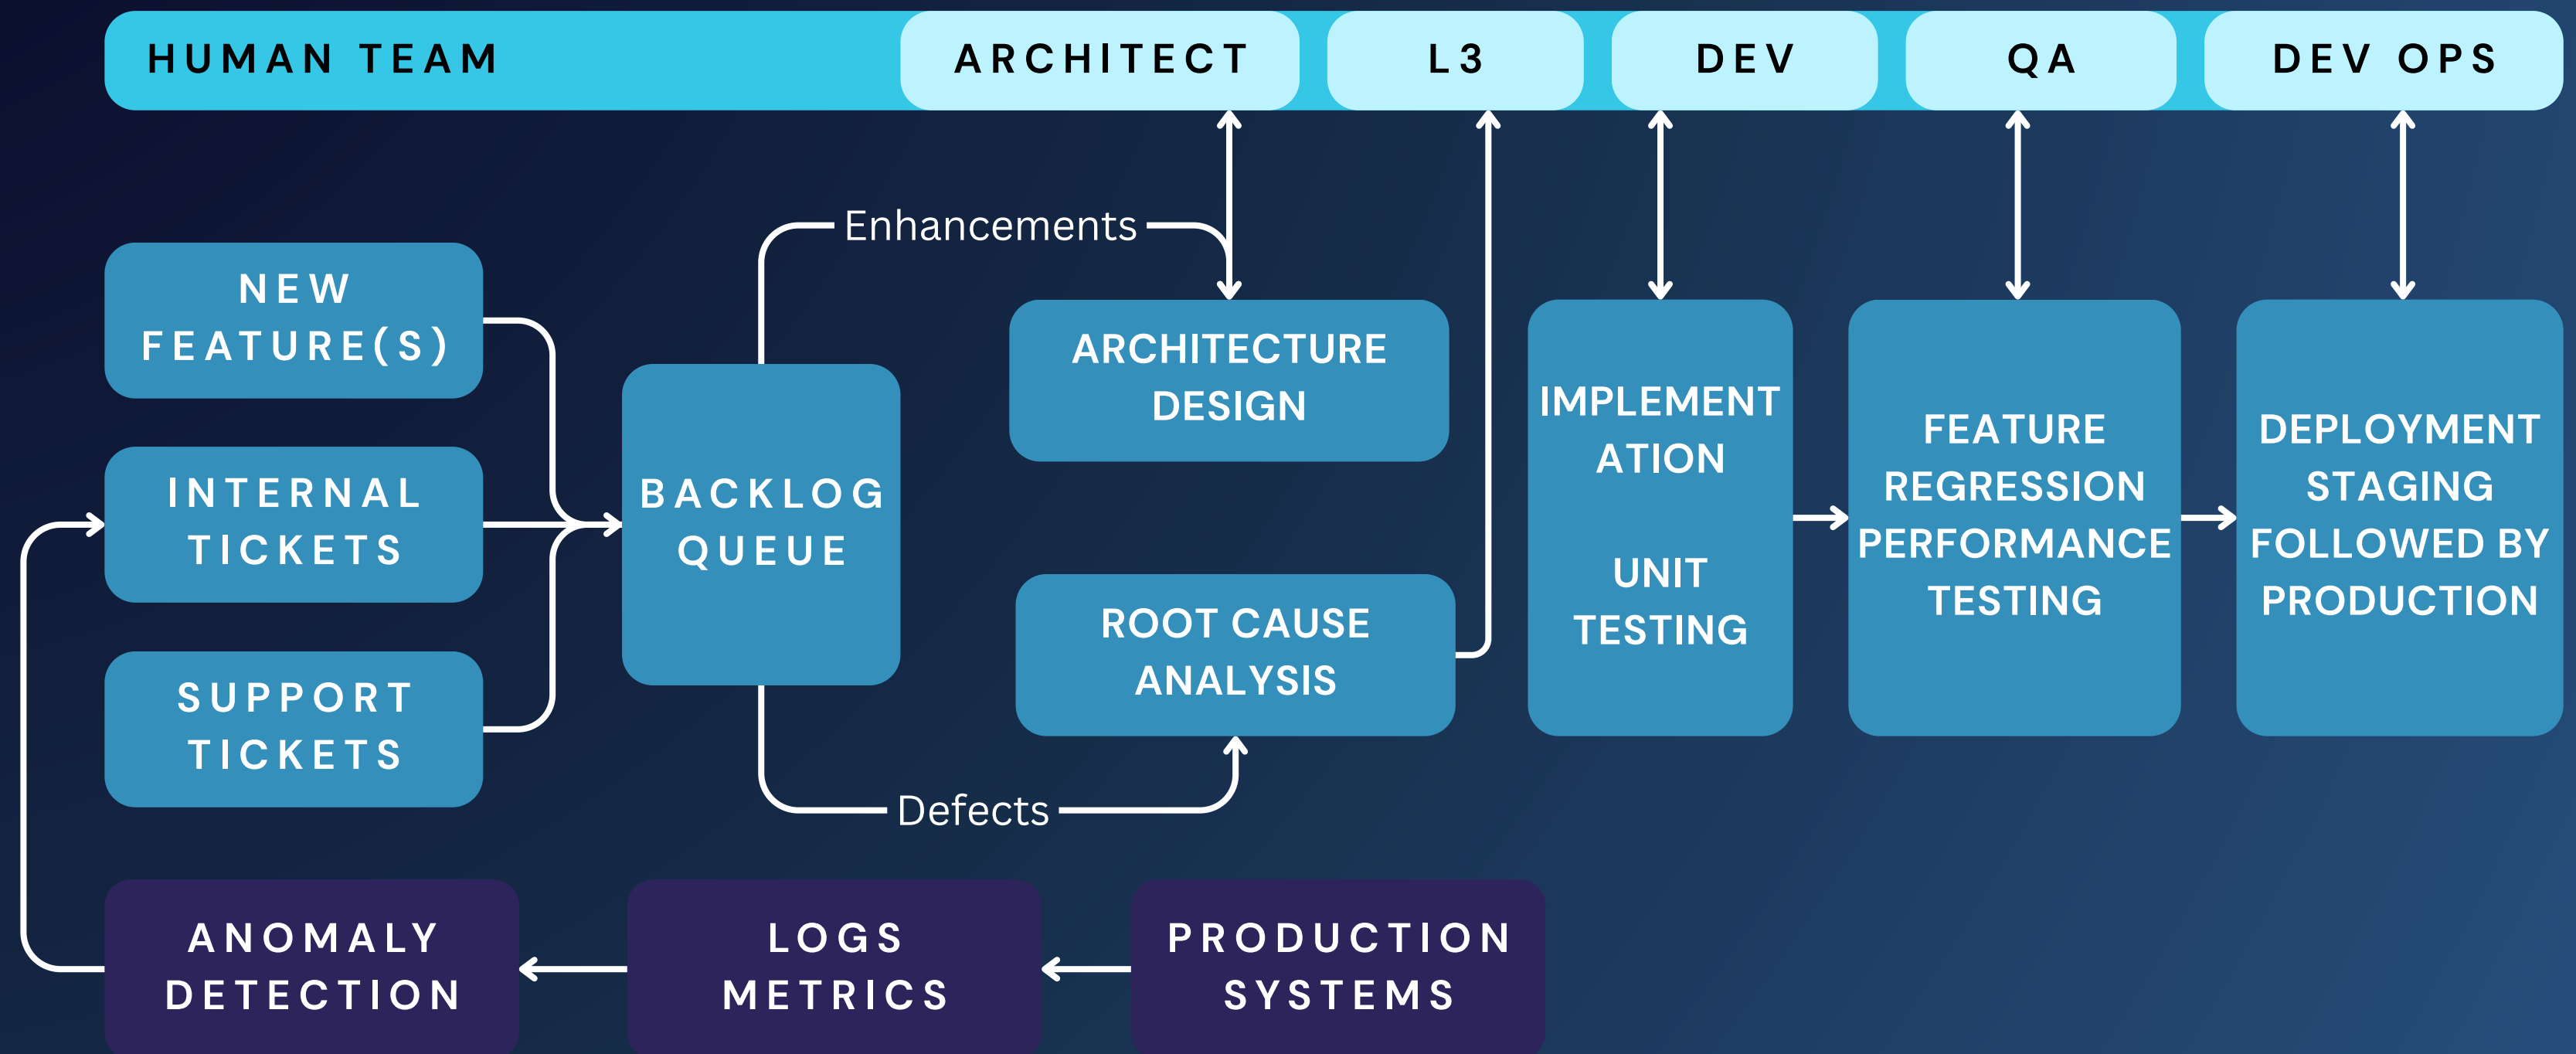 HUMAN TEAM
ARCHITECT
L3
DEV
QA
DEV OPS
Enhancements
NEW
FEATURE(S)
INTERNAL
TICKETS
SUPPORT
TICKETS
BACKLOG
QUEUE
ARCHITECTURE
DESIGN
ROOT CAUSE
ANALYSIS
Defects
IMPLEMENT
ATION
UNIT
TESTING
FEATURE
REGRESSION
PERFORMANCE
TESTING
DEPLOYMENT
STAGING
FOLLOWED BY
PRODUCTION
ANOMALY
DETECTION
LOGS
METRICS
PRODUCTION
SYSTEMS